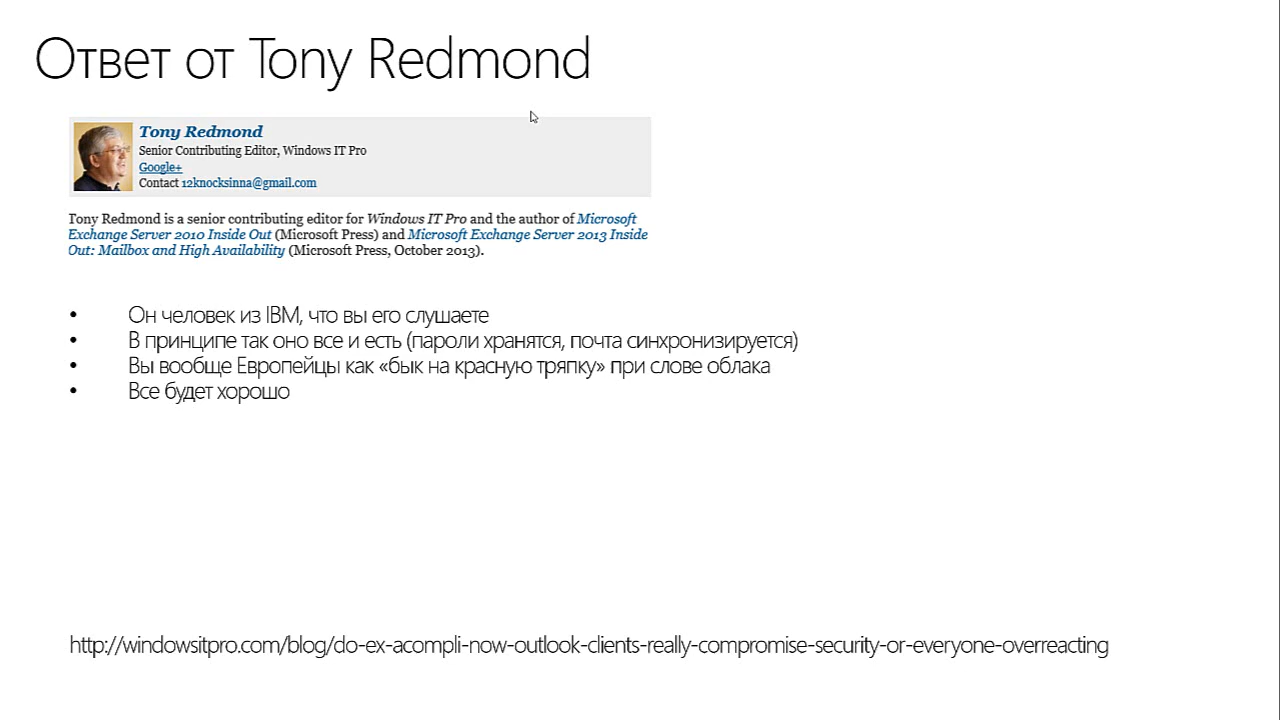 Ответ от Tony Redmond
Tony Redmond
Senior Contributing Editor, Windows IT Pro
Google+
Contact 12knocksinna@gmail.com
Tony Redmond is a senior contributing editor for Windows IT Pro and the author of Microsoft
Exchange Server 2010 Inside Out (Microsoft Press) and Microsoft Exchange Server 2013 Inside
Out: Mailbox and High Availability (Microsoft Press, October 2013).
• Он человек из IBM, что вы его слушаете
• В принципе так оно все и есть (пароли хранятся, почта синхронизируется)
• Вы вообще Европейцы как «бык на красную тряпку» при слове облака
• Все будет хорошо
http://windowsitpro.com/blog/do-ex-acompli-now-outlook-clients-really-compromise-security-or-everyone-overreacting